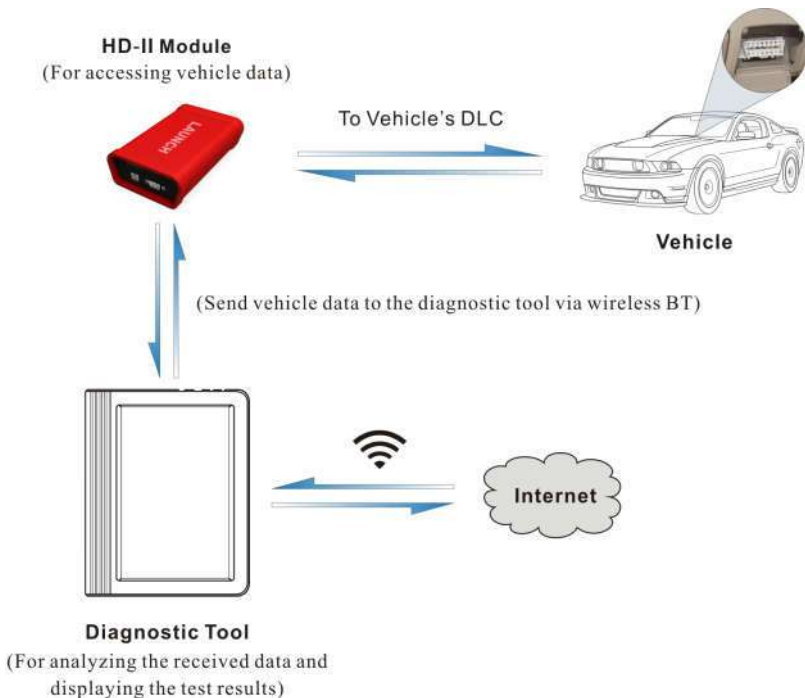 HD-II Module
(For accessing vehicle data)
LAUNCH
To Vehicle's DLC
Vehicle
(Send vehicle data to the diagnostic tool via wireless BT)
Internet
Diagnostic Tool
(For analyzing the received data and
displaying the test results)